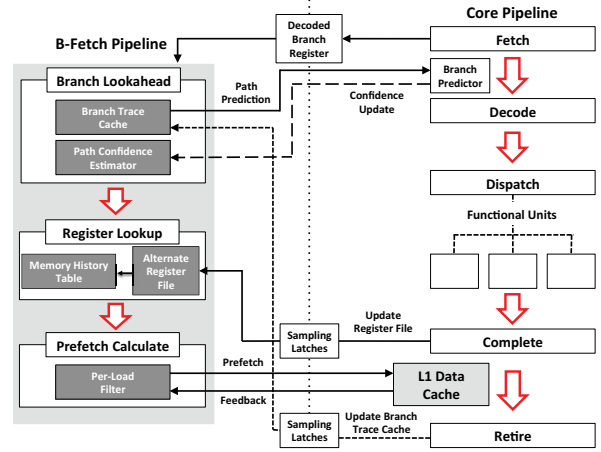 Core Pipeline
B-Fetch Pipeline
Decoded
Branch
Register
Fetch
Branch Lookahead
Path
Prediction
Branch
Predictor
Branch Trace
Cache
Confidence
Update
Decode
Path Confidence
Estimator
Dispatch
Functional Units
Register Lookup
Memory History
Table
Alternate
Register
File
Update
Register File
Sampling
Latches
Complete
Prefetch Calculate
Prefetch
Per-Load
Filter
L1 Data
Cache
Feedback
Sampling
Latches
Update Branch
Trace Cache
Retire